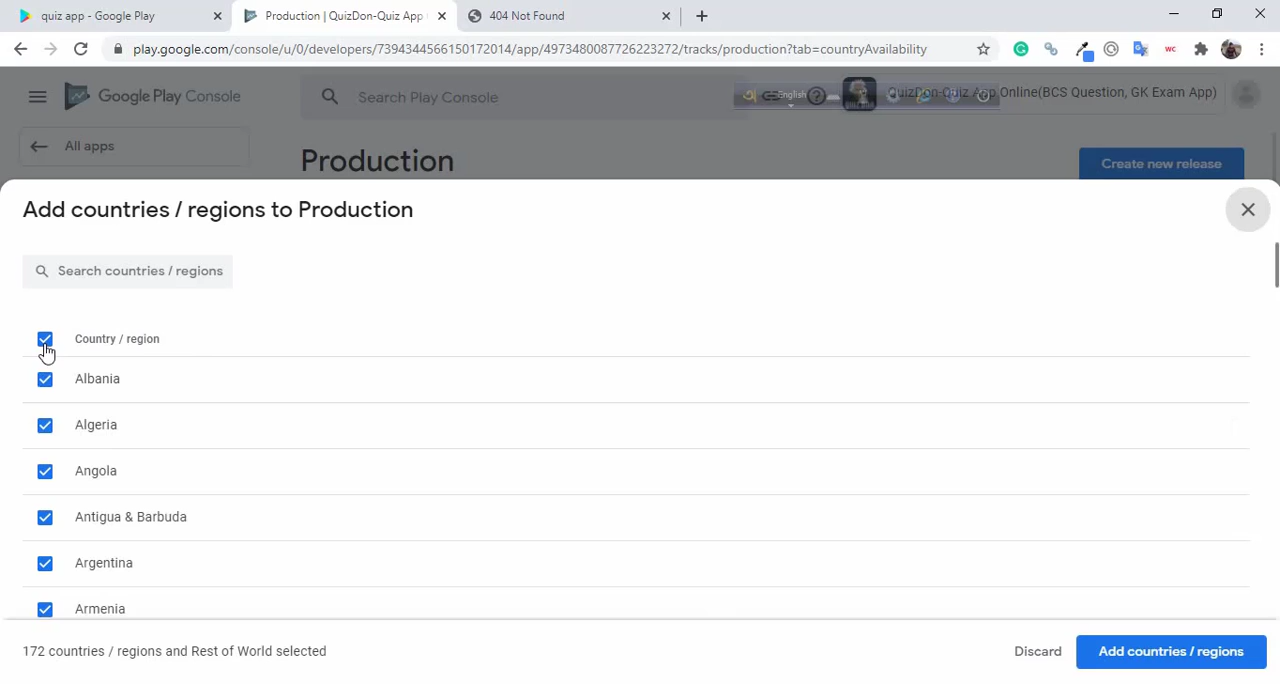 quiz app - Google Play
Production | QuizDon-Quiz App
404 Not Found
play.google.com/console/u/0/developers/7394344566150172014/app/4973480087726223272/tracks/production?tab=countryAvailability
Google Play Console
Search Play Console
English
QuizDon-Quiz App Online(BCS Question, GK Exam App)
All apps
Production
Create new release
Add countries / regions to Production
Search countries / regions
Country / region
Albania
Algeria
Angola
Antigua & Barbuda
Argentina
Armenia
172 countries / regions and Rest of World selected
Discard
Add countries / regions